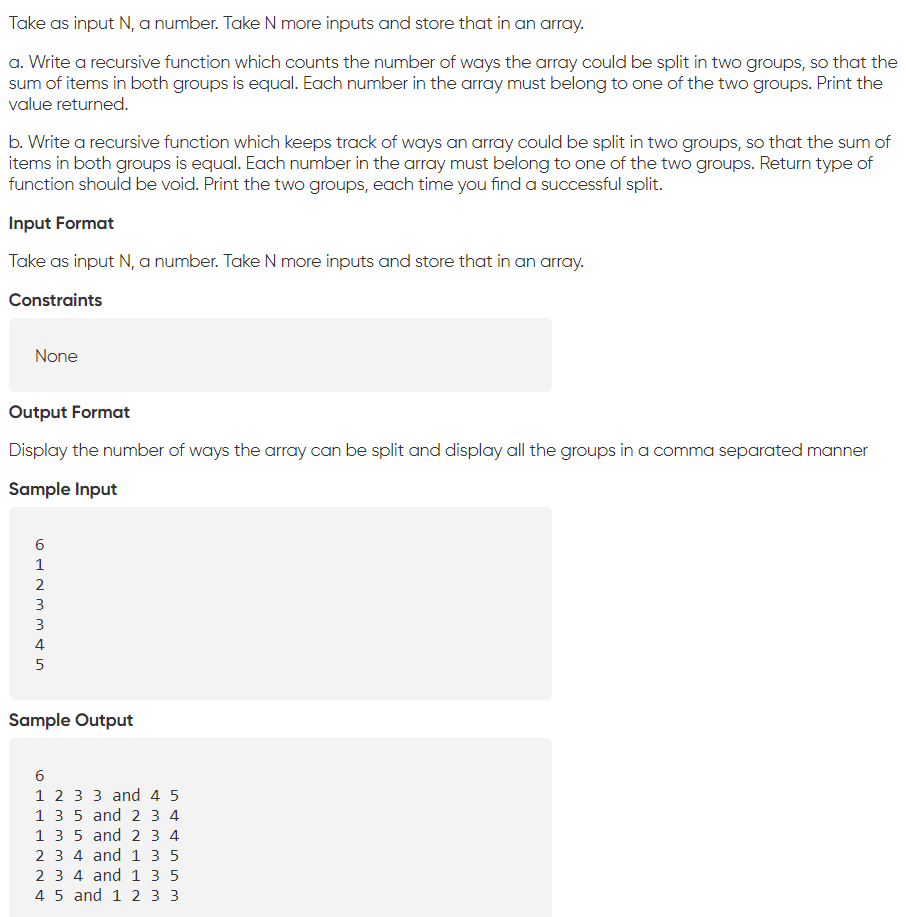 Take as input N, a number. Take N more inputs and store that in an array.
a. Write a recursive function which counts the number of ways the array could be split in two groups, so that the
sum of items in both groups is equal. Each number in the array must belong to one of the two groups. Print the
value returned.
b. Write a recursive function which keeps track of ways an array could be split in two groups, so that the sum of
items in both groups is equal. Each number in the array must belong to one of the two groups. Return type of
function should be void. Print the two groups, each time you find a successful split.
Input Format
Take as input N, a number. Take N more inputs and store that in an array.
Constraints
None
Output Format
Display the number of ways the array can be split and display all the groups in a comma separated manner
Sample Input
6
1
2
3
3
4
5
Sample Output
6
1 2 3 3 and 4 5
1 3 5 and 2 3 4
1 3 5 and 2 3 4
2 3 4 and 1 3 5
2 3 4 and 1 3 5
4 5 and 1 2 3 3